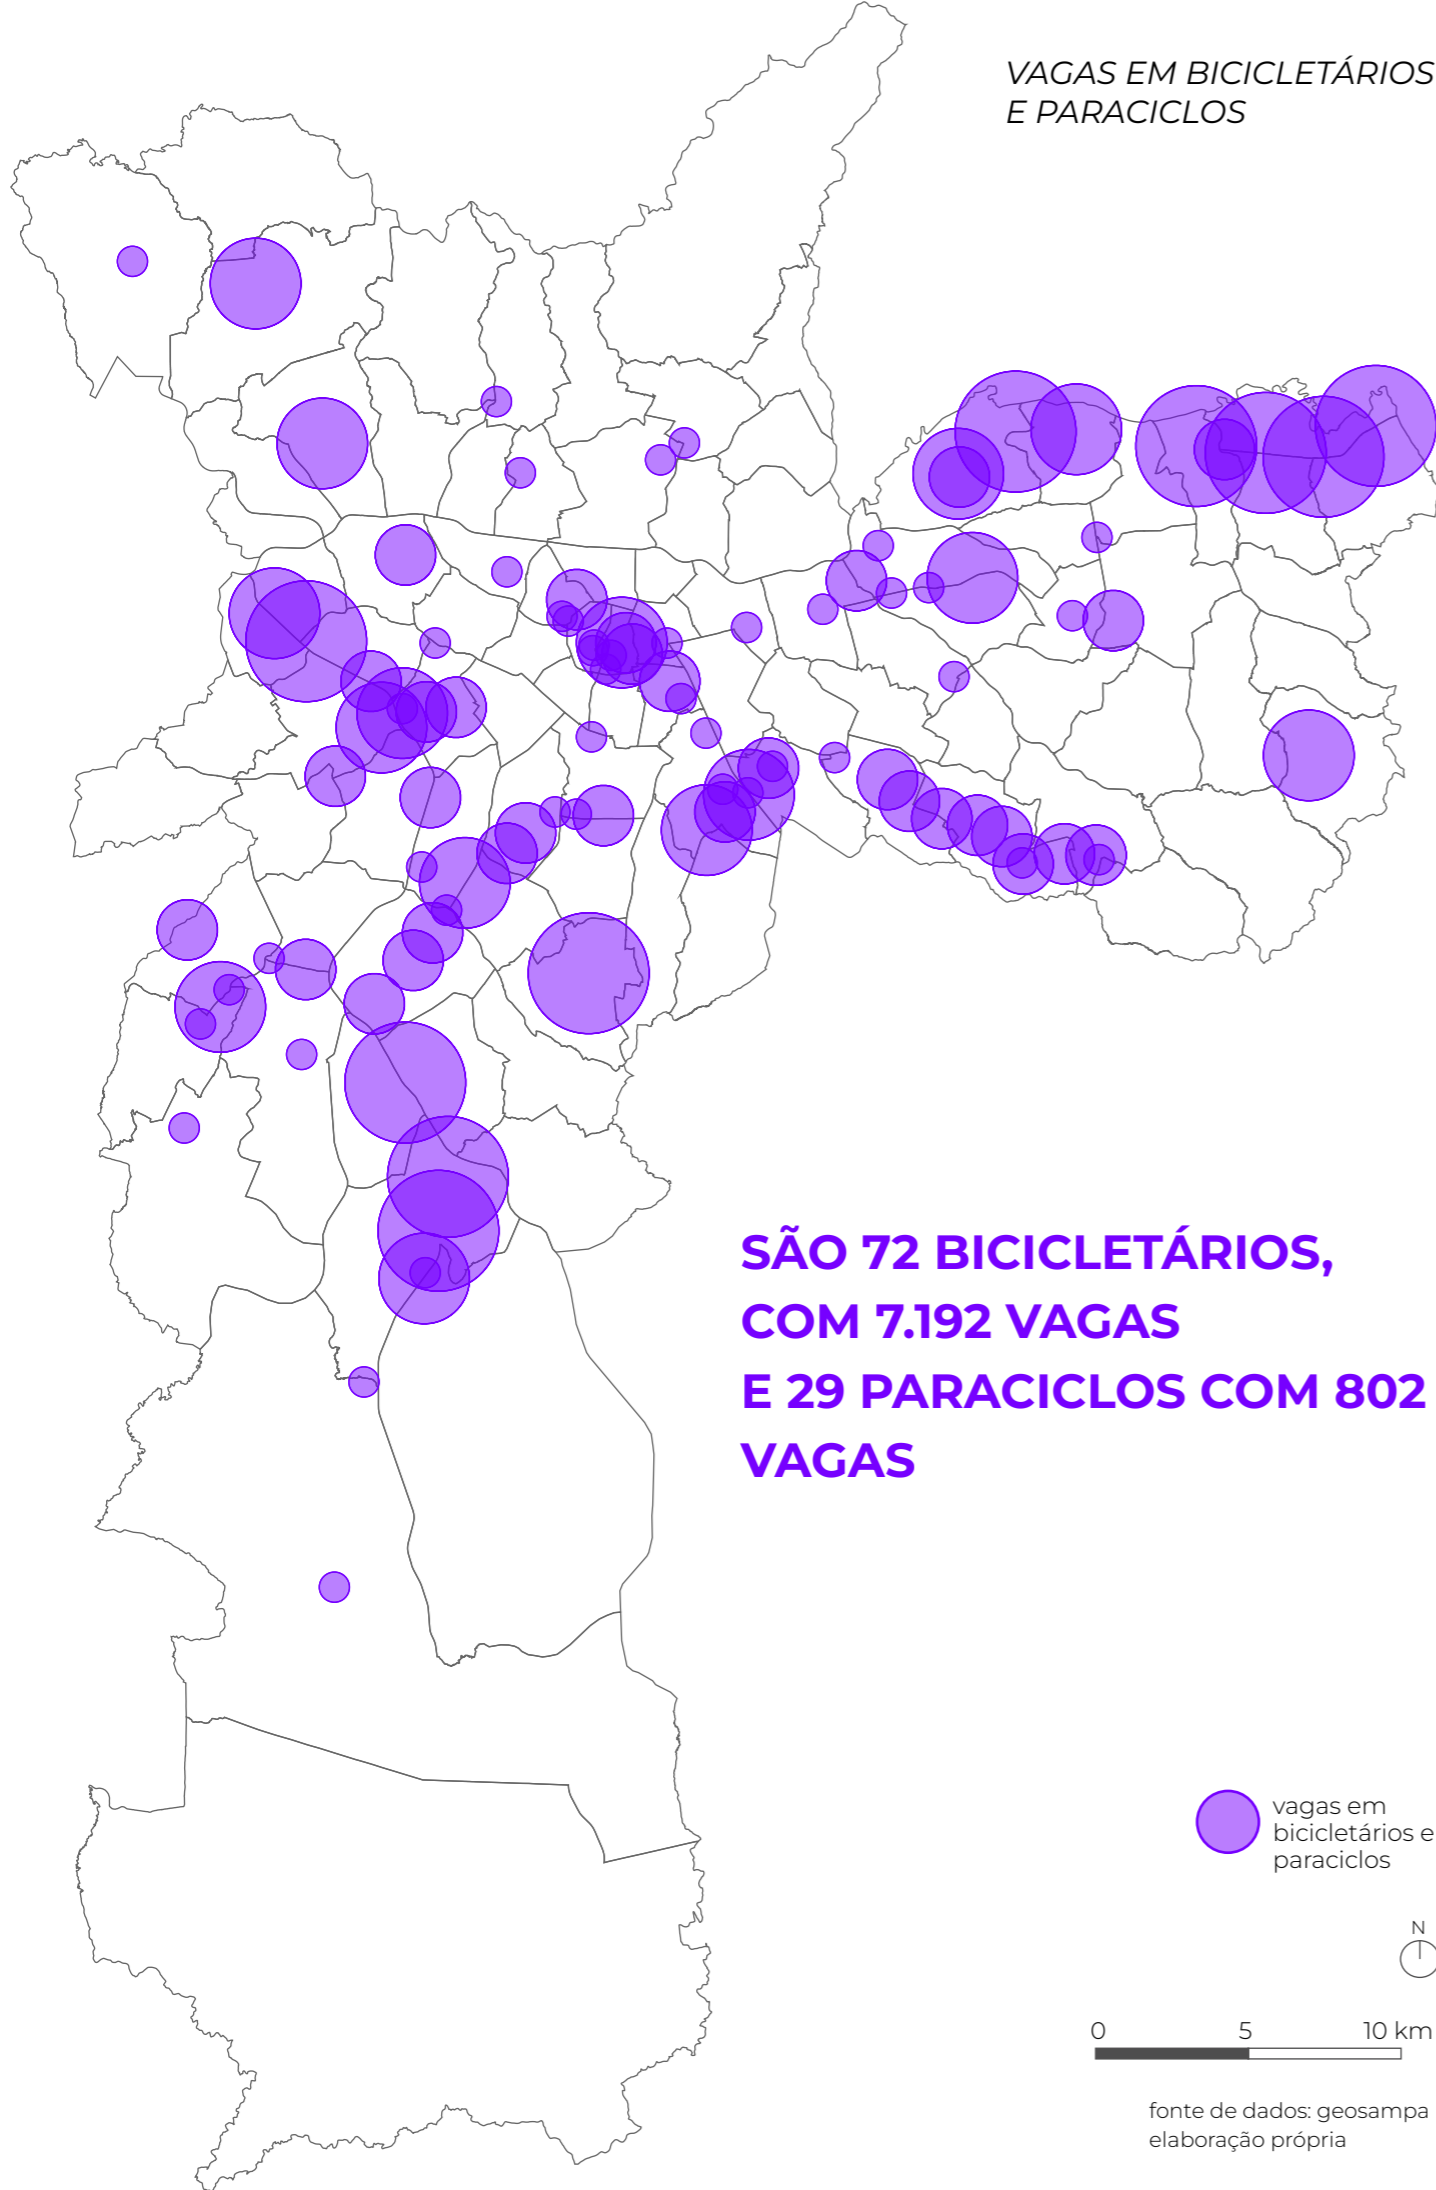 VAGAS EM BICICLETÁRIOS
E PARACICLOS
SÃO 72 BICICLETÁRIOS,
COM 7.192 VAGAS
E 29 PARACICLOS COM 802
VAGAS
vagas em
bicicletários e
paraciclos
N
0 5 10 km
fonte de dados: geosampa
elaboração própria